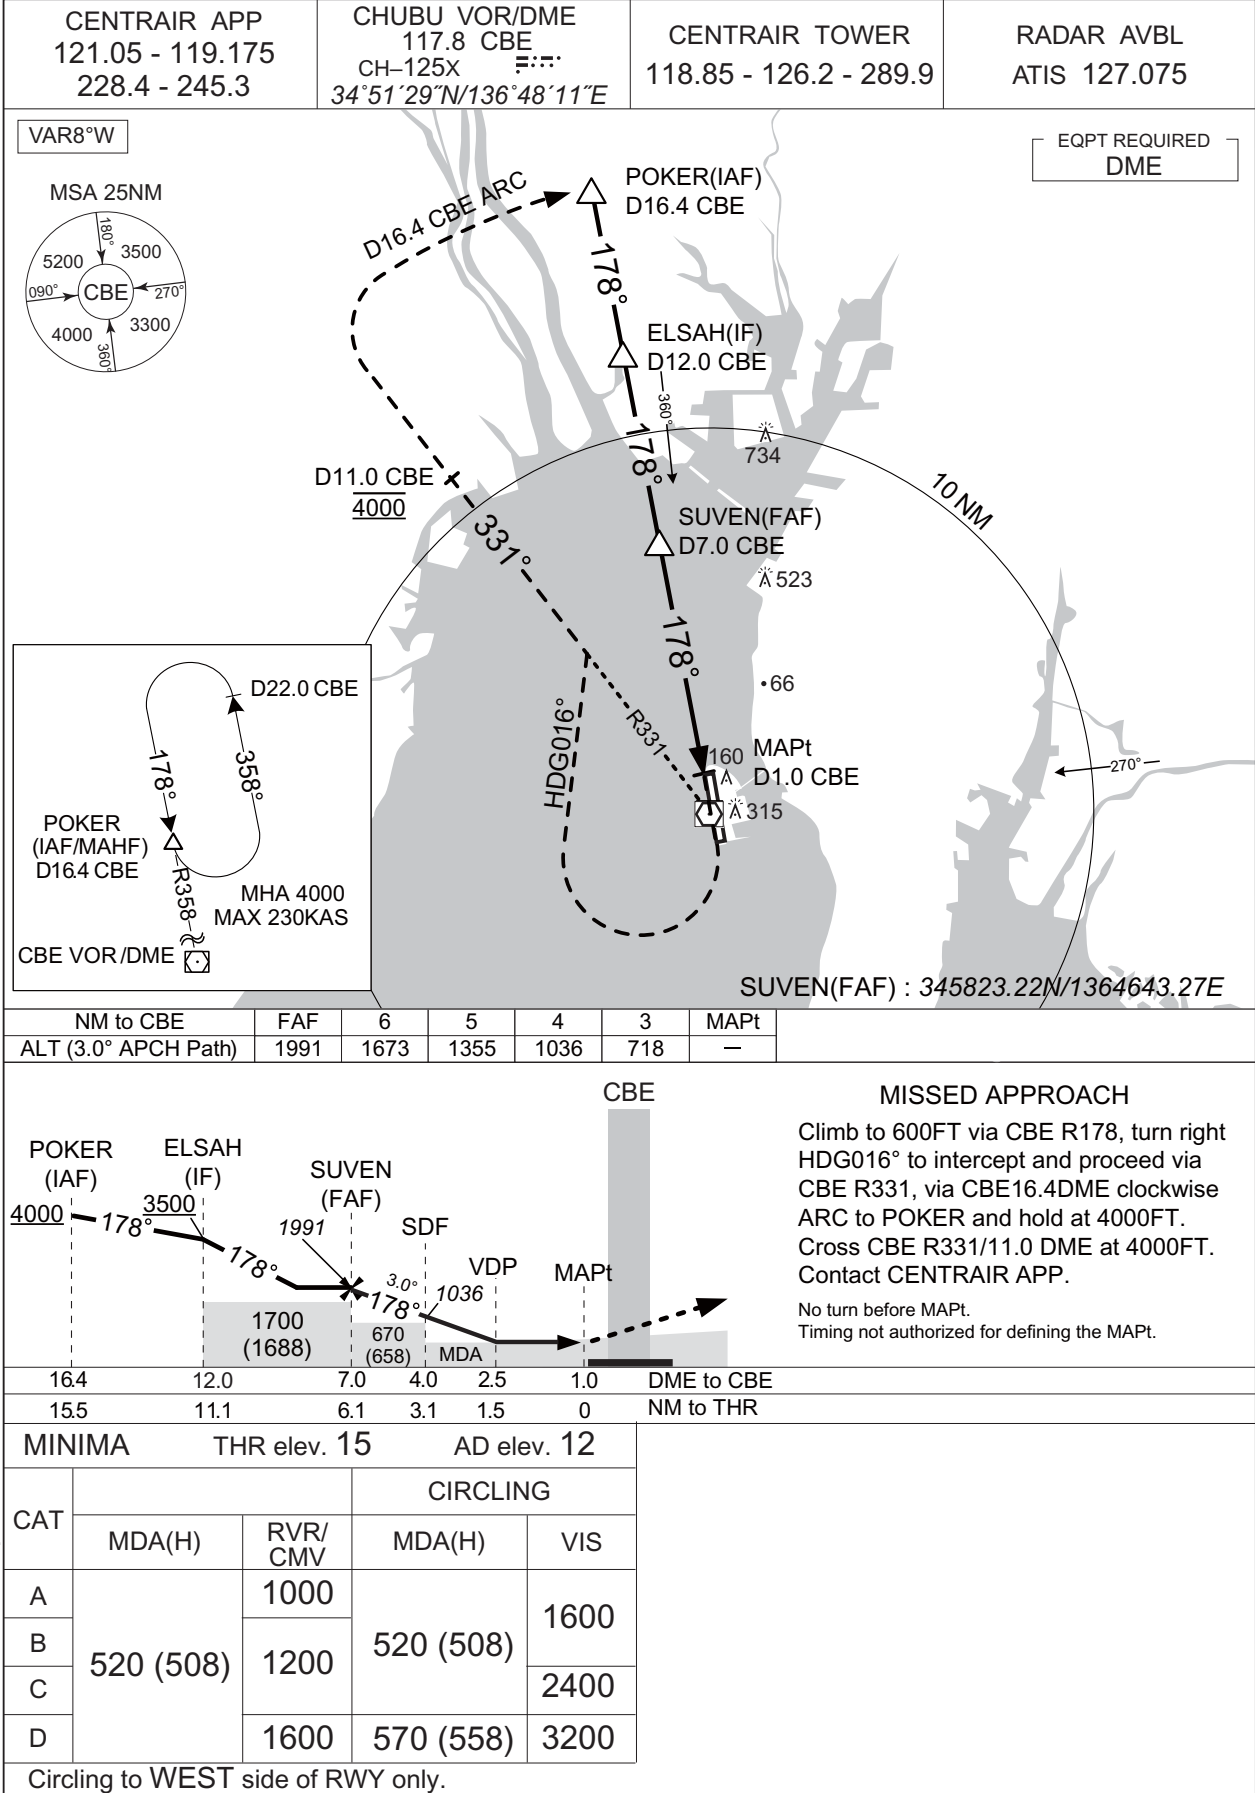 CENTRAIR APP
121.05 - 119.175
228.4 - 245.3
CHUBU VOR/DME
117.8 CBE
CH–125X
34°51´29˝N/136°48´11˝E
CENTRAIR TOWER
118.85 - 126.2 - 289.9
RADAR AVBL
ATIS 127.075
VAR8°W
EQPT REQUIRED
DME
MSA 25NM
180°
5200
3500
090°
CBE
270°
4000
3300
360°
D16.4 CBE ARC
POKER(IAF)
D16.4 CBE
178°
ELSAH(IF)
D12.0 CBE
360°
178°
734
D11.0 CBE
4000
10 NM
331°
SUVEN(FAF)
D7.0 CBE
523
178°
66
HDG016°
R331
160
MAPt
D1.0 CBE
270°
315
D22.0 CBE
178°
358°
POKER
(IAF/MAHF)
D16.4 CBE
R358
MHA 4000
MAX 230KAS
CBE VOR/DME
SUVEN(FAF) : 345823.22N/1364643.27E
NM to CBE FAF 6 5 4 3 MAPt
ALT (3.0° APCH Path) 1991 1673 1355 1036 718 —
CBE
POKER
(IAF)
ELSAH
(IF)
SUVEN
(FAF)
4000
178°
3500
178°
1991
SDF
3.0°
178°
1036
VDP
MAPt
1700
(1688)
670
(658)
MDA
16.4 12.0 7.0 4.0 2.5 1.0 DME to CBE
15.5 11.1 6.1 3.1 1.5 0 NM to THR
MISSED APPROACH
Climb to 600FT via CBE R178, turn right
HDG016° to intercept and proceed via
CBE R331, via CBE16.4DME clockwise
ARC to POKER and hold at 4000FT.
Cross CBE R331/11.0 DME at 4000FT.
Contact CENTRAIR APP.
No turn before MAPt.
Timing not authorized for defining the MAPt.
MINIMA THR elev. 15 AD elev. 12
CAT
CIRCLING
MDA(H)
RVR/
CMV
MDA(H)
VIS
A
B
C
D
520 (508)
1000
1200
1600
520 (508)
570 (558)
1600
2400
3200
Circling to WEST side of RWY only.